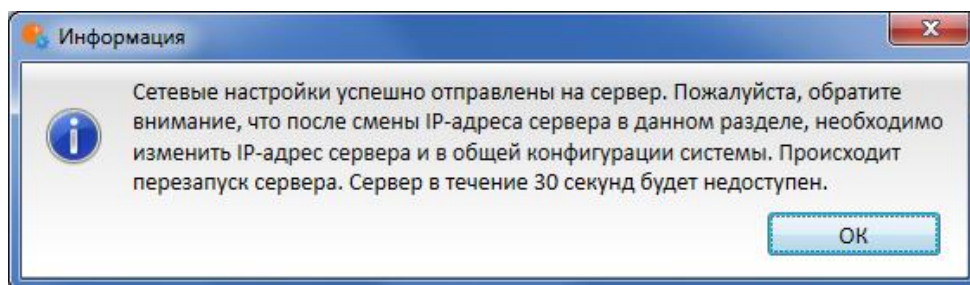 Информация
Сетевые настройки успешно отправлены на сервер. Пожалуйста, обратите
внимание, что после смены IP-адреса сервера в данном разделе, необходимо
изменить IP-адрес сервера и в общей конфигурации системы. Происходит
перезапуск сервера. Сервер в течение 30 секунд будет недоступен.
ОК